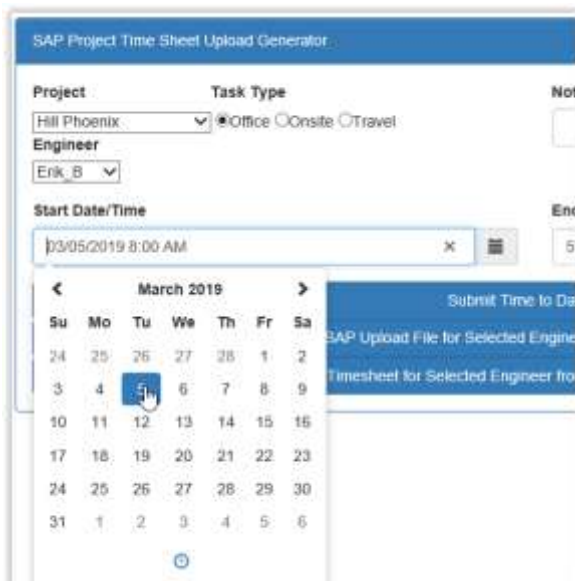 SAP Project Time Sheet Upload Generator
Project Task Type Not
Hill Phoenix Office Onsite Travel
Engineer
Erik_B
Start Date/Time End
03/05/2019 8:00 AM × 5
March 2019
Submit Time to Da
Su Mo Tu We Th Fr Sa
SAP Upload File for Selected Engine
24 25 26 27 28 1 2
Timesheet for Selected Engineer fro
3 4 5 6 7 8 9
10 11 12 13 14 15 16
17 18 19 20 21 22 23
24 25 26 27 28 29 30
31 1 2 3 4 5 6